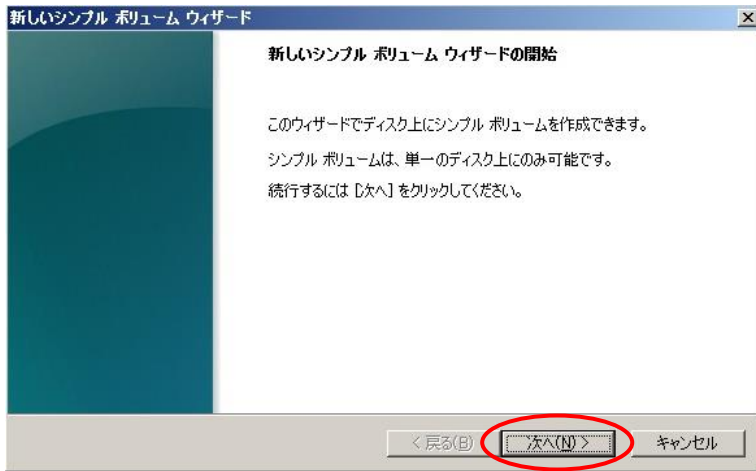 新しいシンプル ボリューム ウィザード
新しいシンプル ボリューム ウィザードの開始
このウィザードでディスク上にシンプル ボリュームを作成できます。
シンプル ボリュームは、単一のディスク上にのみ可能です。
続行するには [次へ] をクリックしてください。
< 戻る(B) 次へ(N) > キャンセル